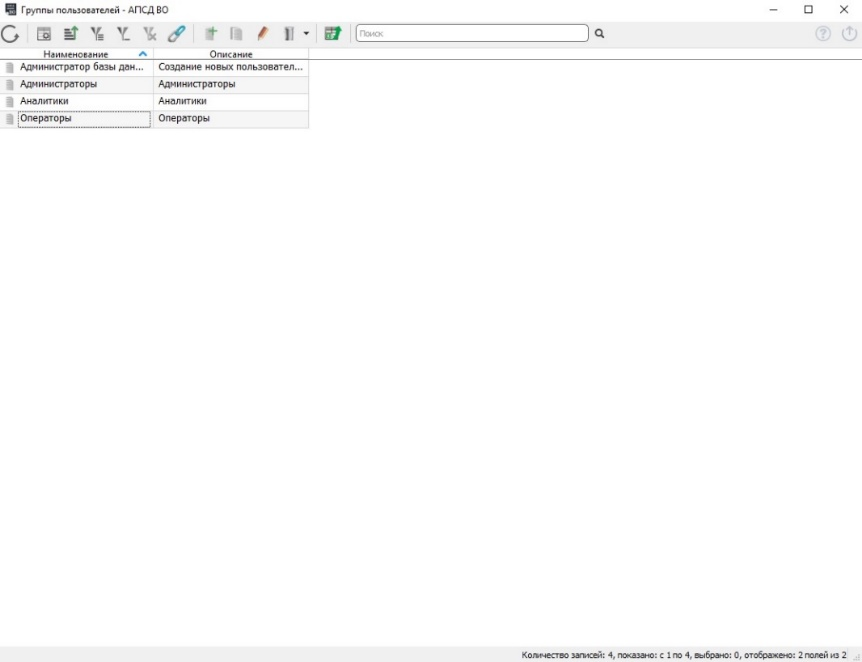 Группы пользователей - АПСД ВО
Поиск
Наименование Описание
Администратор базы дан... Создание новых пользовател...
Администраторы Администраторы
Аналитики Аналитики
Операторы Операторы
Количество записей: 4, показано: с 1 по 4, выбрано: 0, отображено: 2 полей из 2